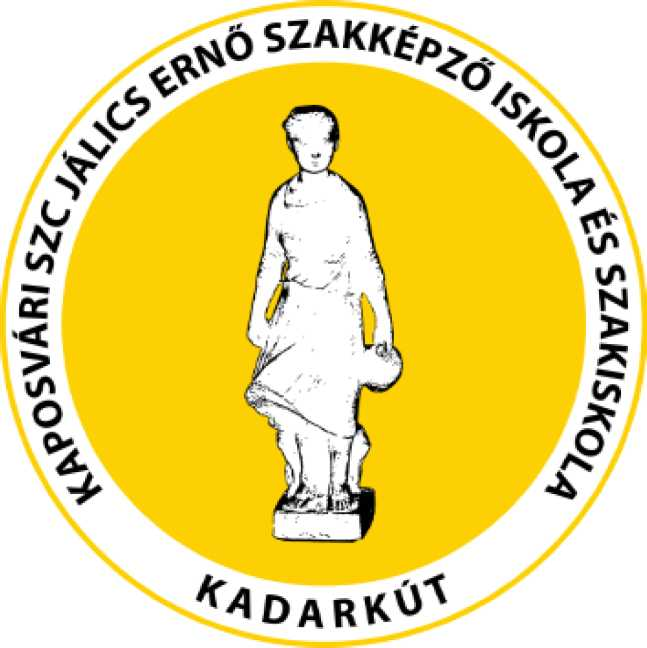 KAPOSVÁRI SZC JÁLICS ERNŐ SZAKKÉPZŐ ISKOLA ÉS SZAKISKOLA
KADARKÚT